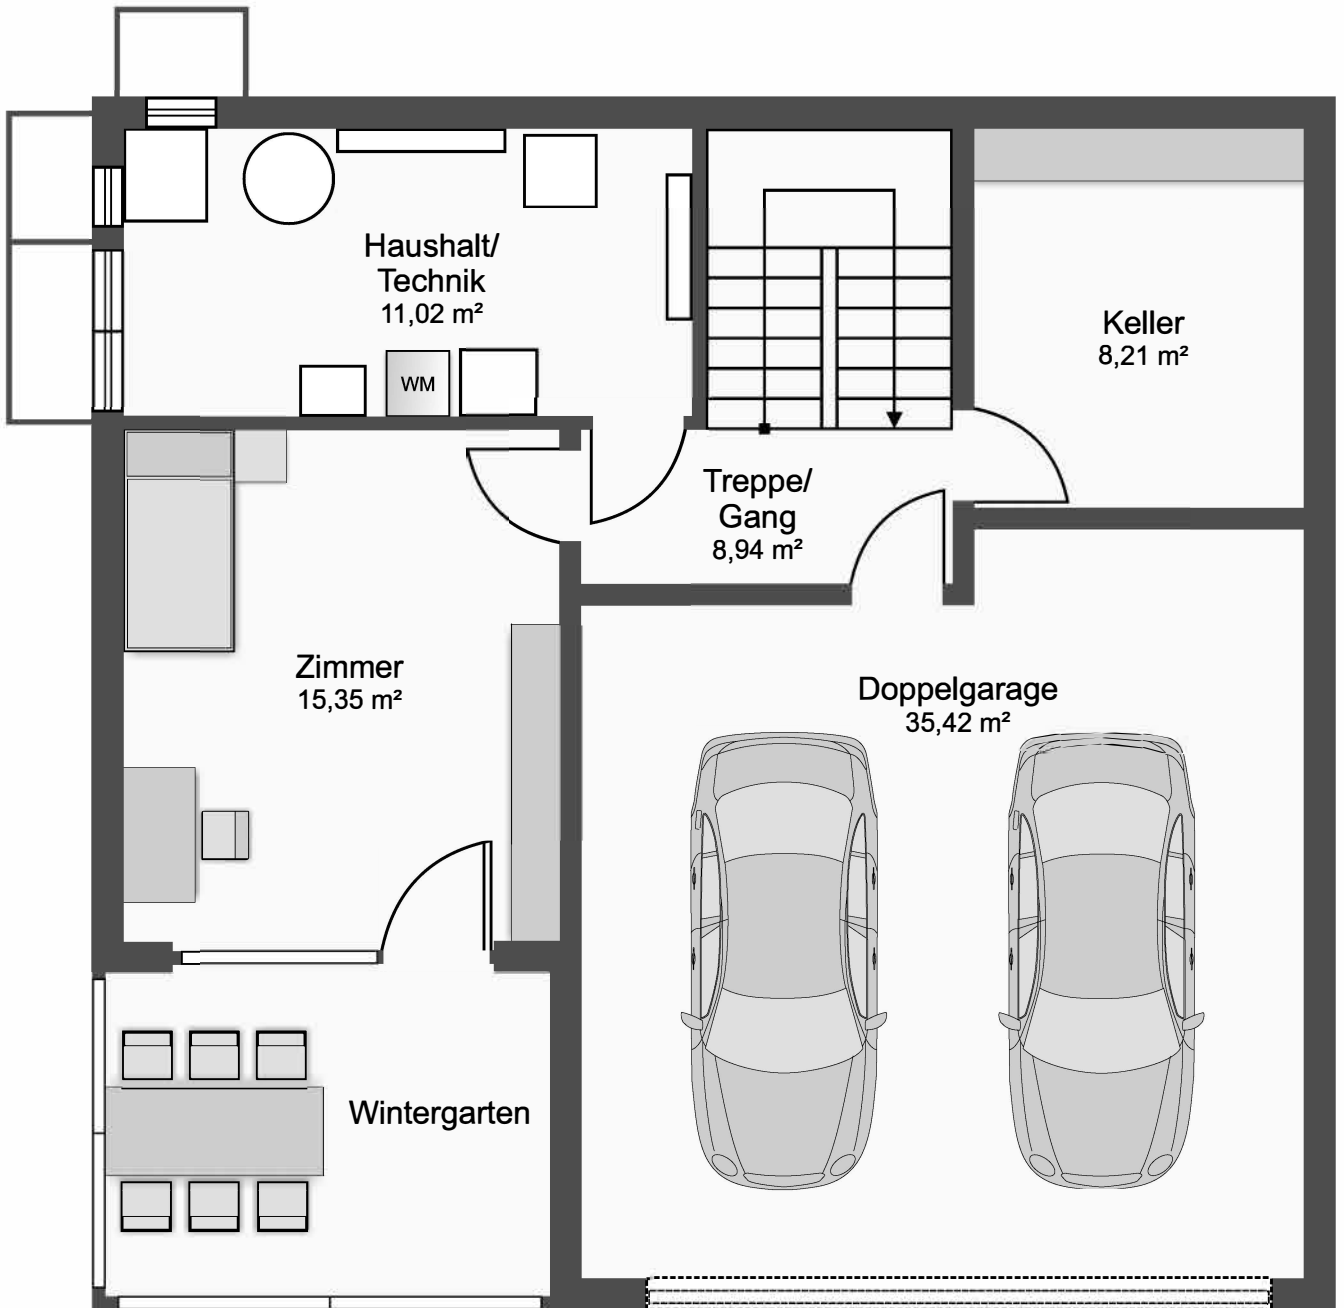 Haushalt/
Technik
11,02 m²
WM
Keller
8,21 m²
Treppe/
Gang
8,94 m²
Zimmer
15,35 m²
Doppelgarage
35,42 m²
Wintergarten